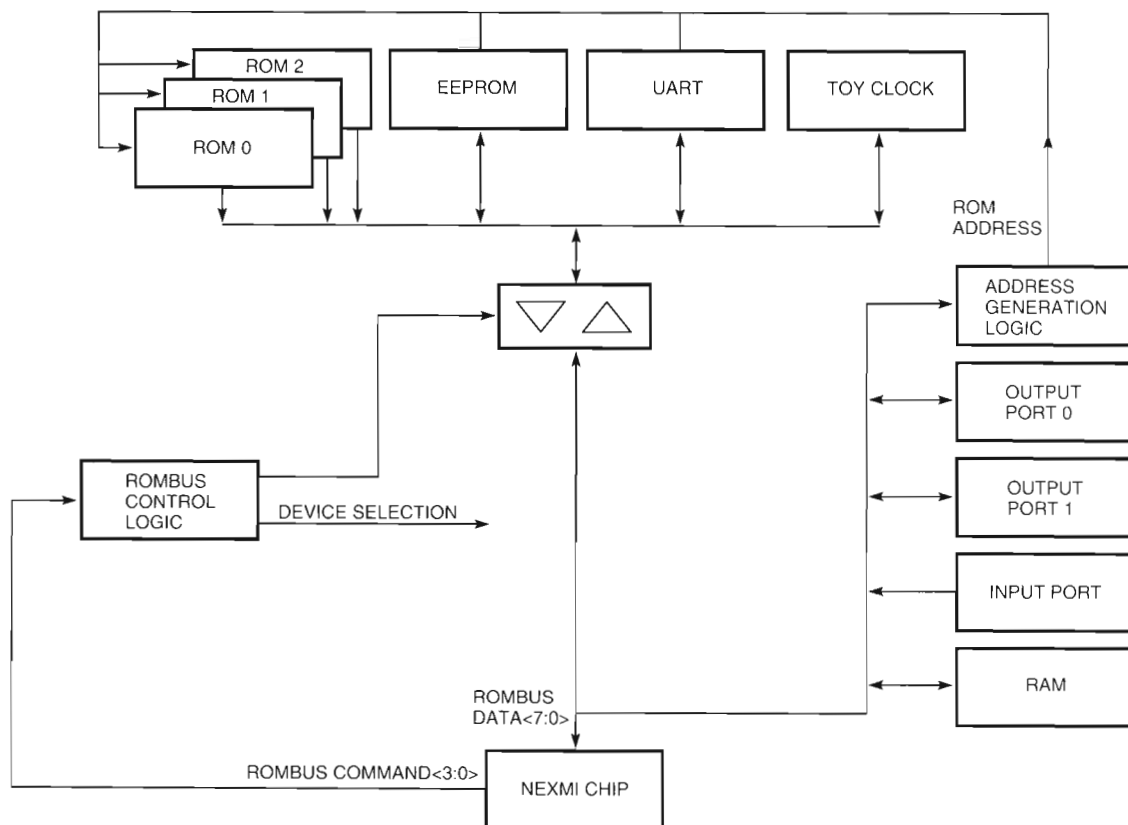 ROM 2
ROM 1
ROM 0
EEPROM
UART
TOY CLOCK
ROM
ADDRESS
ADDRESS
GENERATION
LOGIC
OUTPUT
PORT 0
ROMBUS
CONTROL
LOGIC
DEVICE SELECTION
OUTPUT
PORT 1
INPUT PORT
RAM
ROMBUS
DATA<7:0>
ROMBUS COMMAND<3:0>
NEXMI CHIP